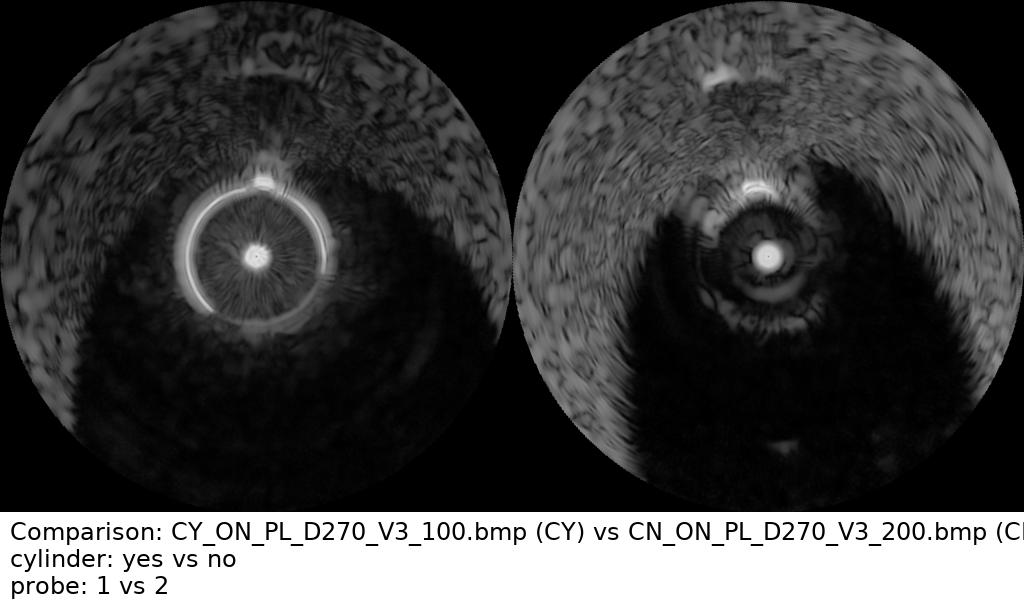 Comparison: CY_ON_PL_D270_V3_100.bmp (CY) vs CN_ON_PL_D270_V3_200.bmp
cylinder: yes vs no
probe: 1 vs 2